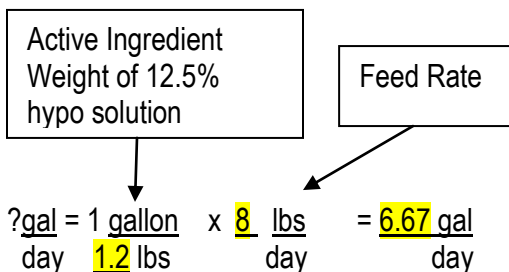 Active Ingredient
Weight of 12.5%
hypo solution
Feed Rate
?gal = 1 gallon x 8 lbs = 6.67 gal
day 1.2 lbs day day